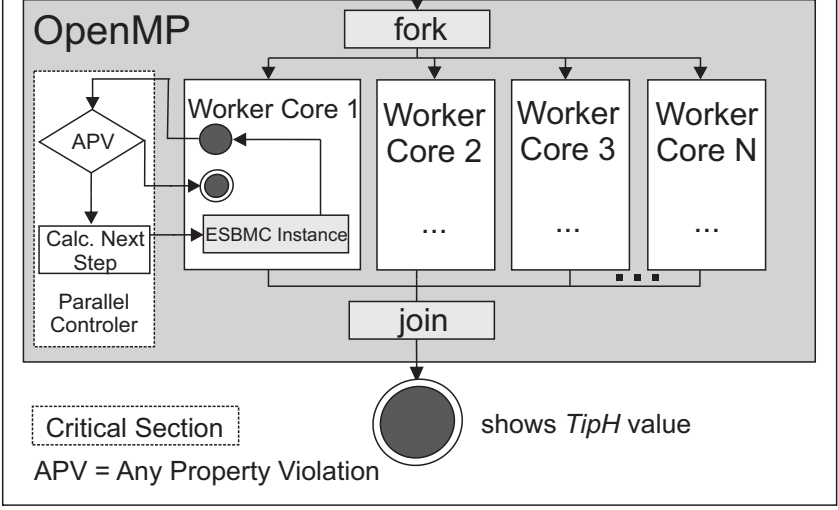 OpenMP
fork
APV
Calc. Next
Step
Parallel
Controler
Worker Core 1
ESBMC Instance
Worker
Core 2
...
Worker
Core 3
...
Worker
Core N
...
join
shows TipH value
Critical Section
APV = Any Property Violation